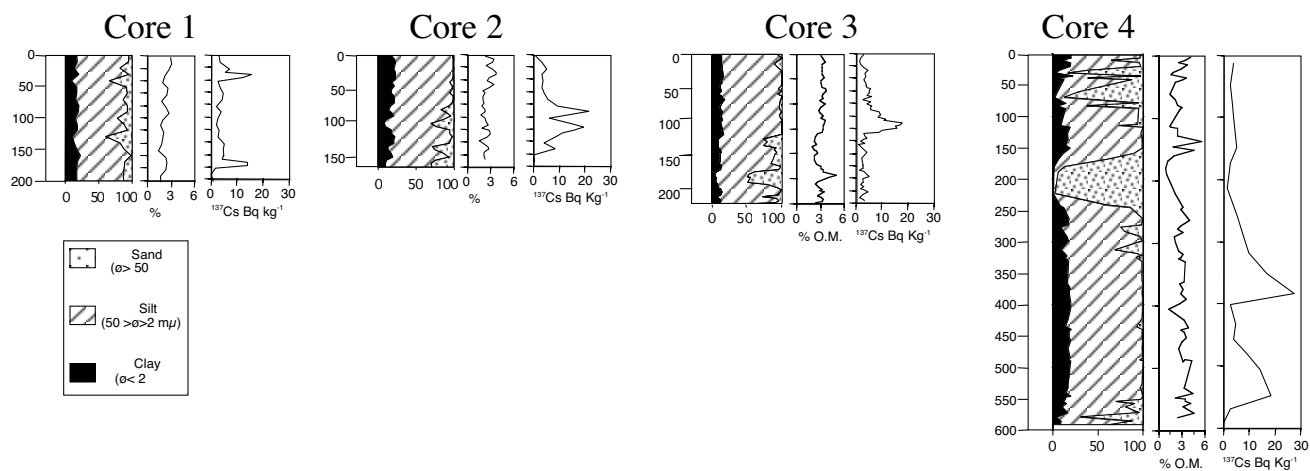 Core 1
Core 2
Core 3
Core 4
0
50
100
150
200
0 50 100
0 3 6
%
0 10 20 30
¹³⁷Cs Bq kg⁻¹
0
50
100
150
0 50 100
0 3 6
%
0 10 20 30
¹³⁷Cs Bq Kg⁻¹
0
50
100
150
200
0 50 100
0 3 6
% O.M.
0 10 20 30
¹³⁷Cs Bq Kg⁻¹
0
50
100
150
200
250
300
350
400
450
500
550
600
0 50 100
0 3 6
% O.M.
0 10 20 30
¹³⁷Cs Bq Kg⁻¹
Sand
(ø> 50
Silt
(50 >ø>2 mµ)
Clay
(ø< 2